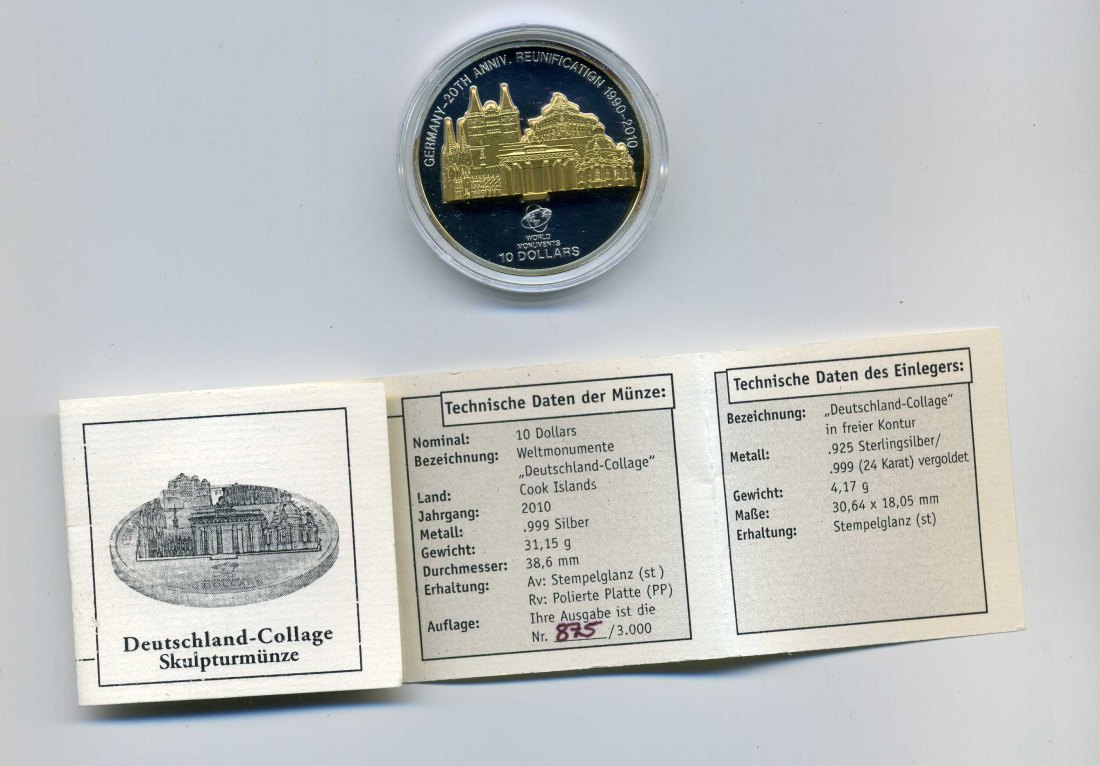 GERMANY-20TH ANNIV. REUNIFICATION 1990-2010
WORLD
MONUMENTS
10 DOLLARS
Deutschland-Collage
Skulpturmünze
Technische Daten der Münze:
Nominal: 10 Dollars
Bezeichnung: Weltmonumente
„Deutschland-Collage“
Land: Cook Islands
Jahrgang: 2010
Metall: .999 Silber
Gewicht: 31,15 g
Durchmesser: 38,6 mm
Erhaltung: Av: Stempelglanz (st )
Rv: Polierte Platte (PP)
Auflage: Ihre Ausgabe ist die
Nr. 875/3.000
Technische Daten des Einlegers:
Bezeichnung: „Deutschland-Collage“
in freier Kontur
Metall: .925 Sterlingsilber/
.999 (24 Karat) vergoldet
Gewicht: 4,17 g
Maße: 30,64 x 18,05 mm
Erhaltung: Stempelglanz (st)